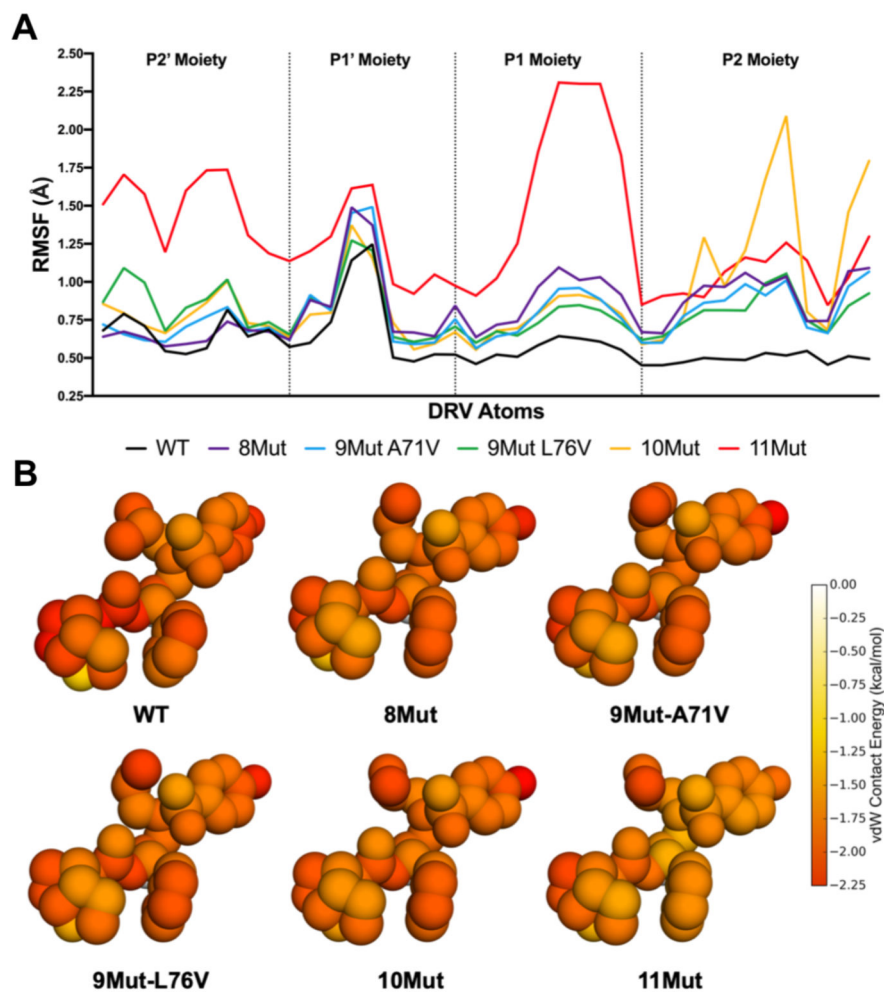 A
P2' Moiety P1' Moiety P1 Moiety P2 Moiety
2.50
2.25
2.00
1.75
1.50
1.25
1.00
0.75
0.50
0.25
RMSF (Å)
DRV Atoms
WT 8Mut 9Mut A71V 9Mut L76V 10Mut 11Mut
B
WT 8Mut 9Mut-A71V
9Mut-L76V 10Mut 11Mut
0.00
−0.25
−0.50
−0.75
−1.00
−1.25
−1.50
−1.75
−2.00
−2.25
vdW Contact Energy (kcal/mol)